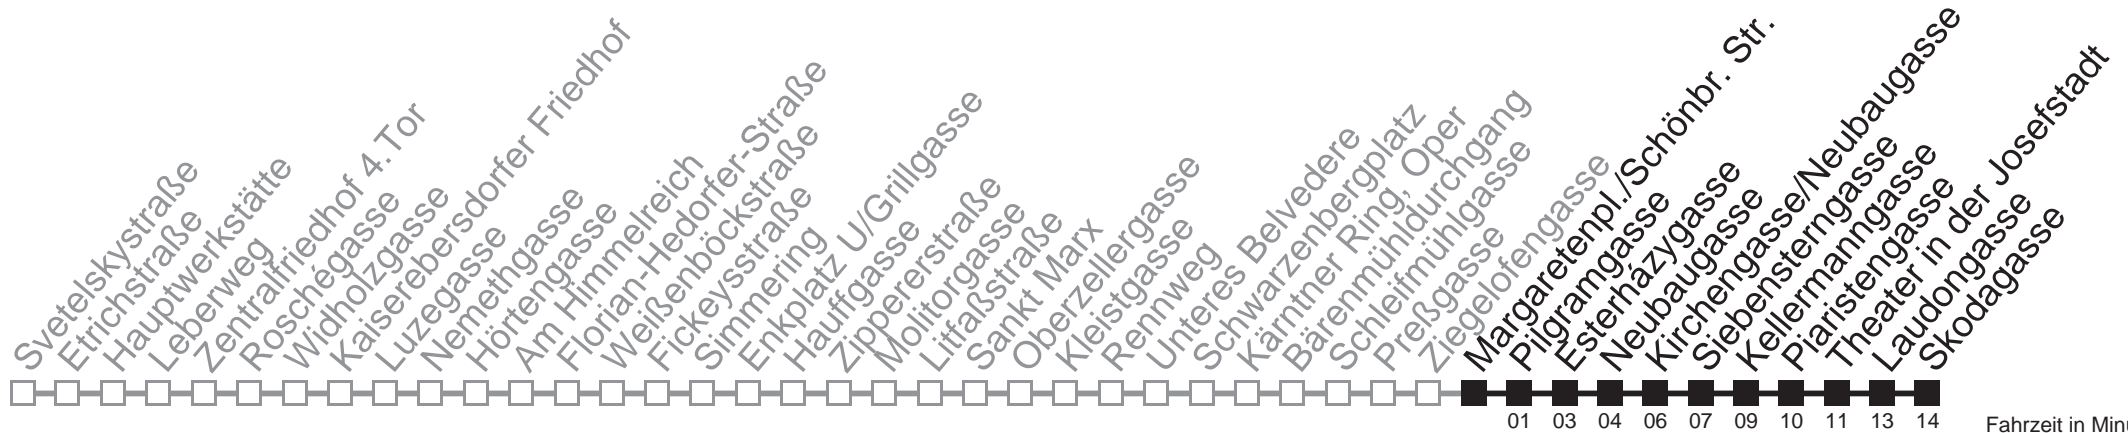 Svetelskystraße
Etrichstraße
Hauptwerkstätte
Leberweg
Zentralfriedhof 4.Tor
Roschégasse
Widholzgasse
Kaiserebersdorfer Friedhof
Luzegasse
Nemethgasse
Hörtengasse
Am Himmelreich
Florian-Hedorfer-Straße
Weißenböckstraße
Fickeysstraße
Simmering
Enkplatz U/Grillgasse
Hauffgasse
Zippererstraße
Molitorgasse
Litfaßstraße
Sankt Marx
Oberzellergasse
Kleistgasse
Rennweg
Unteres Belvedere
Schwarzenbergplatz
Kärntner Ring, Oper
Bärenmühldurchgang
Schleifmühlgasse
Preßgasse
Ziegelofengasse
Margaretenpl./Schönbr. Str.
Pilgramgasse
Esterházygasse
Neubaugasse
Kirchengasse/Neubaugasse
Siebensterngasse
Kellermanngasse
Piaristengasse
Theater in der Josefstadt
Laudongasse
Skodagasse
01 03 04 06 07 09 10 11 13 14
Fahrzeit in Min